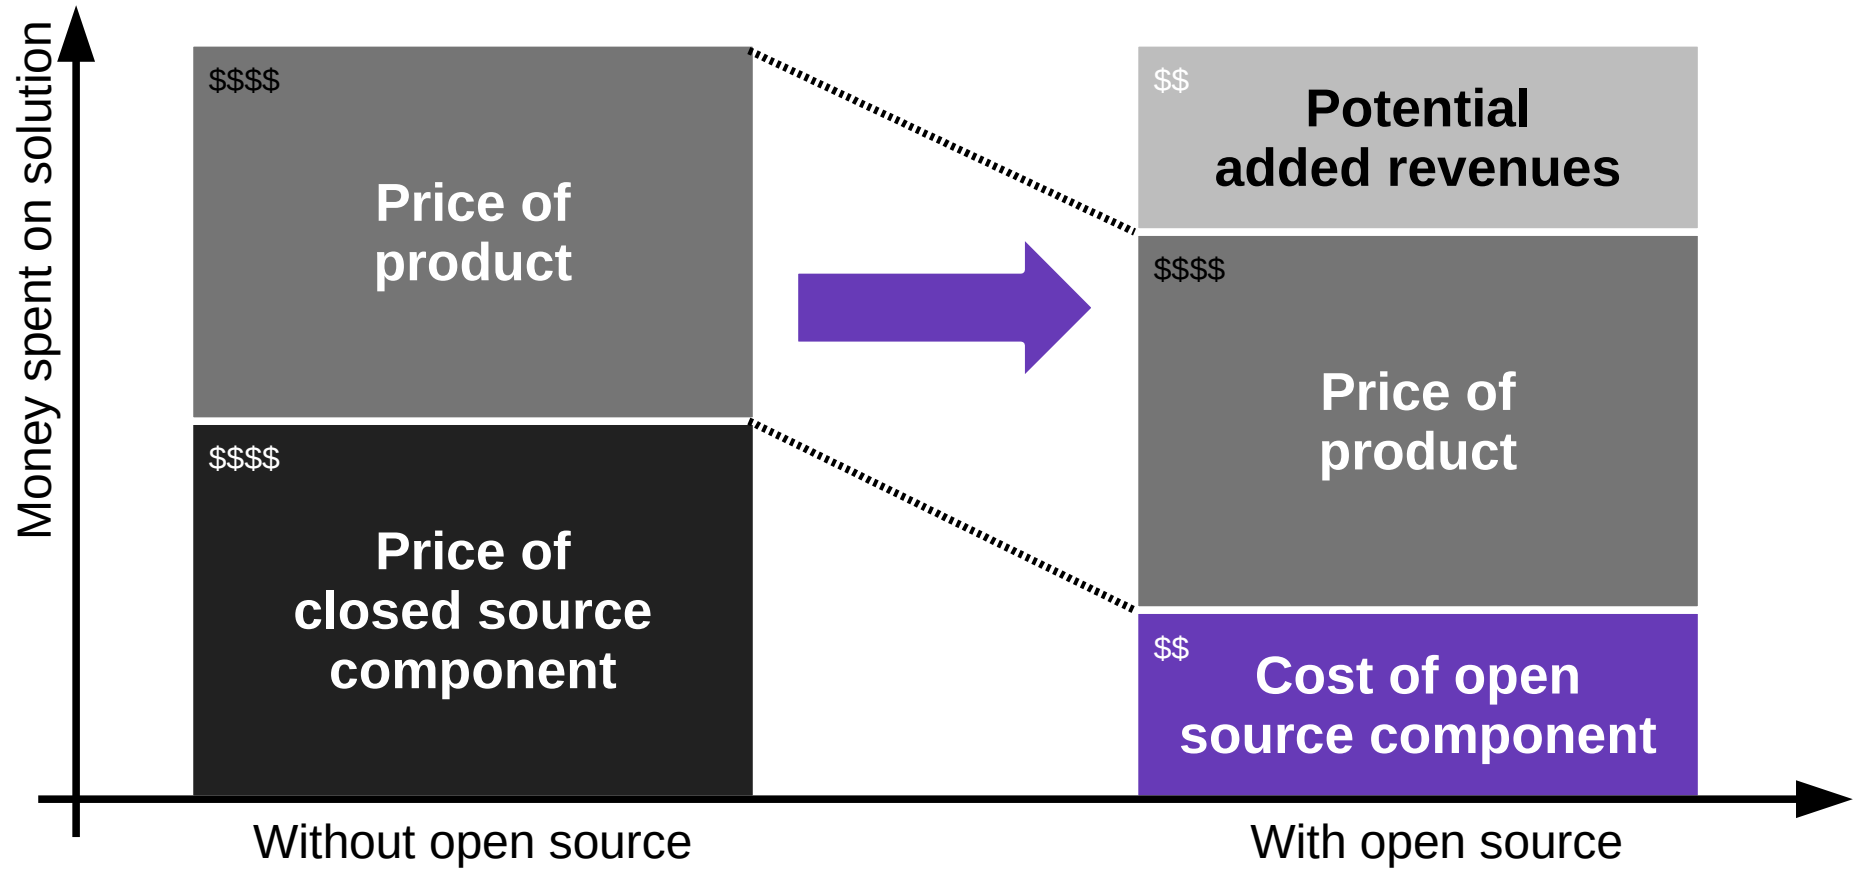 Money spent on solution
$$$$
Price of
product
$$$$
Price of
closed source
component
$$
Potential
added revenues
$$$$
Price of
product
$$
Cost of open
source component
Without open source
With open source